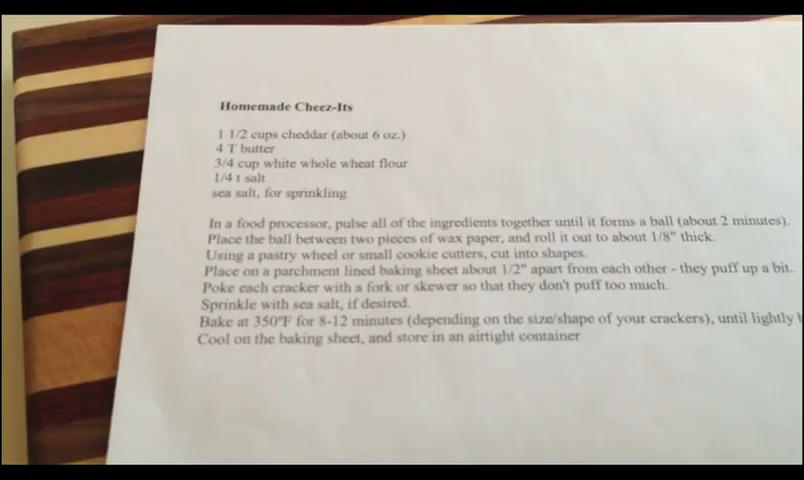 Homemade Cheez-Its
1 1/2 cups cheddar (about 6 oz.)
4 T butter
3/4 cup white whole wheat flour
1/4 t salt
sea salt, for sprinkling
In a food processor, pulse all of the ingredients together until it forms a ball (about 2 minutes).
Place the ball between two pieces of wax paper, and roll it out to about 1/8" thick.
Using a pastry wheel or small cookie cutters, cut into shapes.
Place on a parchment lined baking sheet about 1/2" apart from each other - they puff up a bit.
Poke each cracker with a fork or skewer so that they don't puff too much.
Sprinkle with sea salt, if desired.
Bake at 350°F for 8-12 minutes (depending on the size/shape of your crackers), until lightly
Cool on the baking sheet, and store in an airtight container